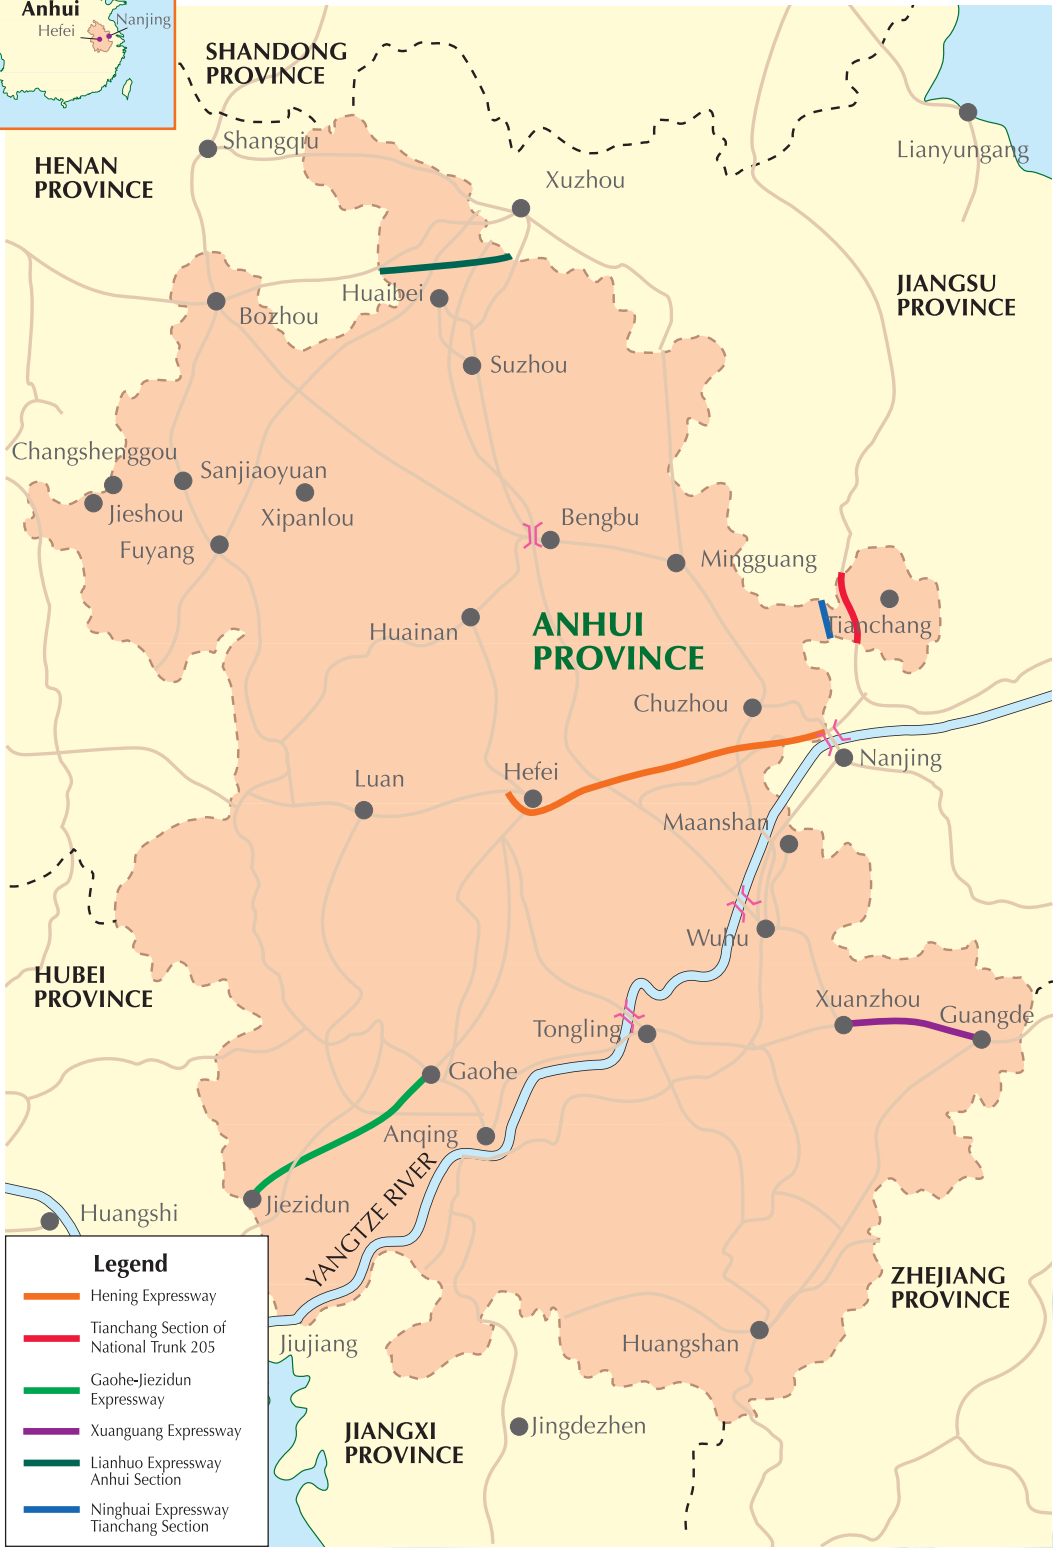 Anhui
Nanjing
Hefei
SHANDONG
PROVINCE
Lianyungang
Shangqiu
HENAN
PROVINCE
Xuzhou
JIANGSU
PROVINCE
Huaibei
Bozhou
Suzhou
Changshenggou
Sanjiaoyuan
Jieshou
Xipanlou
Bengbu
Fuyang
Mingguang
ANHUI
PROVINCE
Huainan
Tianchang
Chuzhou
Nanjing
Luan
Hefei
Maanshan
Wuhu
HUBEI
PROVINCE
Xuanzhou
Guangde
Tongling
Gaohe
Anqing
YANGTZE RIVER
Jiezidun
Huangshi
ZHEJIANG
PROVINCE
Huangshan
Jiujiang
Jingdezhen
JIANGXI
PROVINCE
Legend
Hening Expressway
Tianchang Section of
National Trunk 205
Gaohe-Jiezidun
Expressway
Xuanguang Expressway
Lianhuo Expressway
Anhui Section
Ninghuai Expressway
Tianchang Section